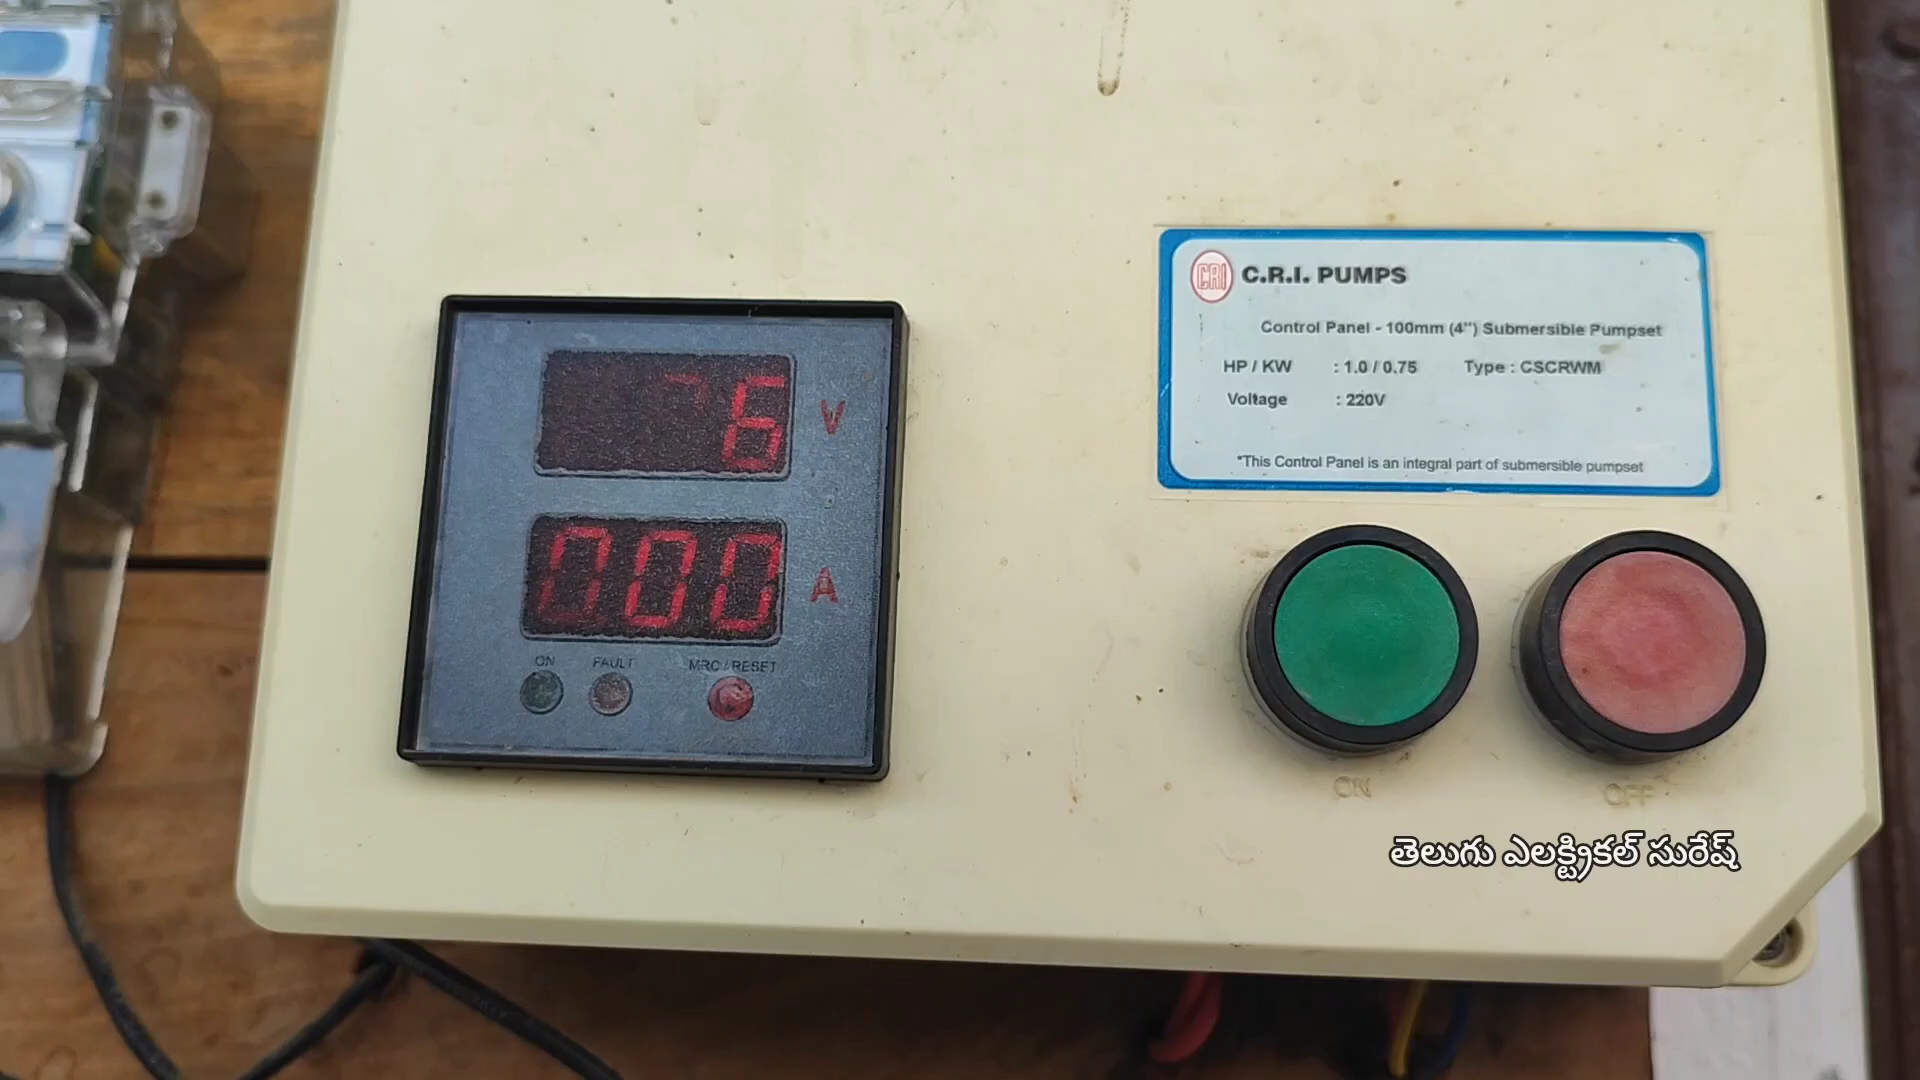 6 V
000 A
ON FAULT MRC / RESET
CRI C.R.I. PUMPS
Control Panel - 100mm (4") Submersible Pumpset
HP / KW : 1.0 / 0.75 Type : CSCRWM
Voltage : 220V
*This Control Panel is an integral part of submersible pumpset
ON OFF
తెలుగు ఎలక్ట్రికల్ సురేష్